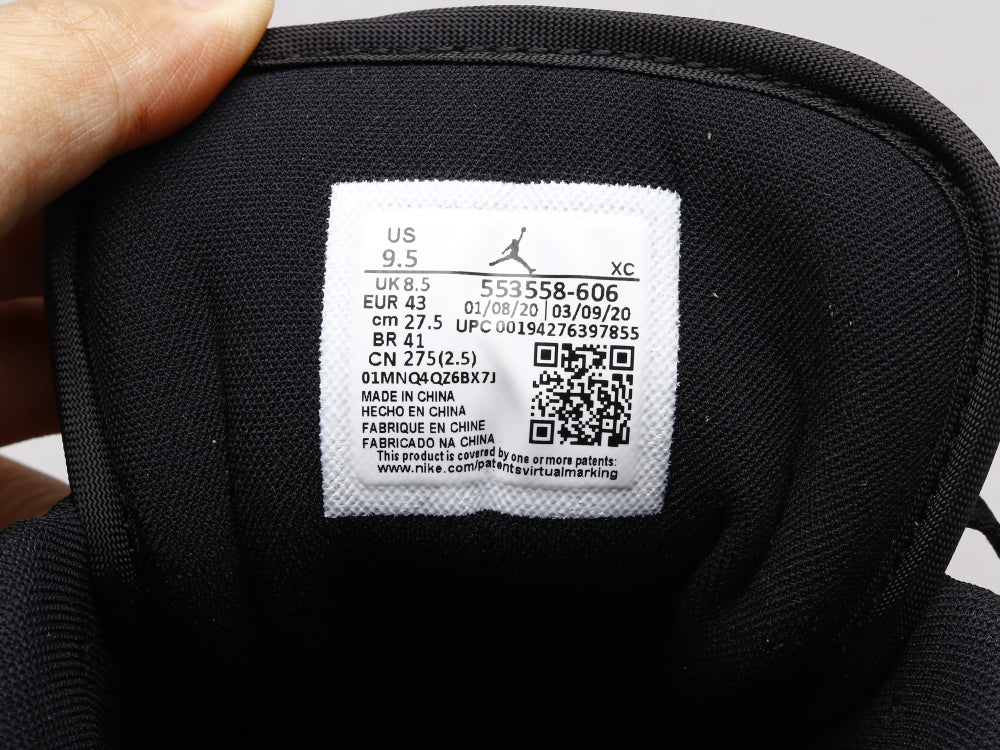 US
9.5
XC
UK 8.5
553558-606
EUR 43
01/08/20 | 03/09/20
cm 27.5
UPC 00194276397855
BR 41
CN 275(2.5)
01MNQ4QZ6BX7J
MADE IN CHINA
HECHO EN CHINA
FABRIQUE EN CHINE
FABRICADO NA CHINA
This product is covered by one or more patents:
www.nike.com/patentsvirtualmarking